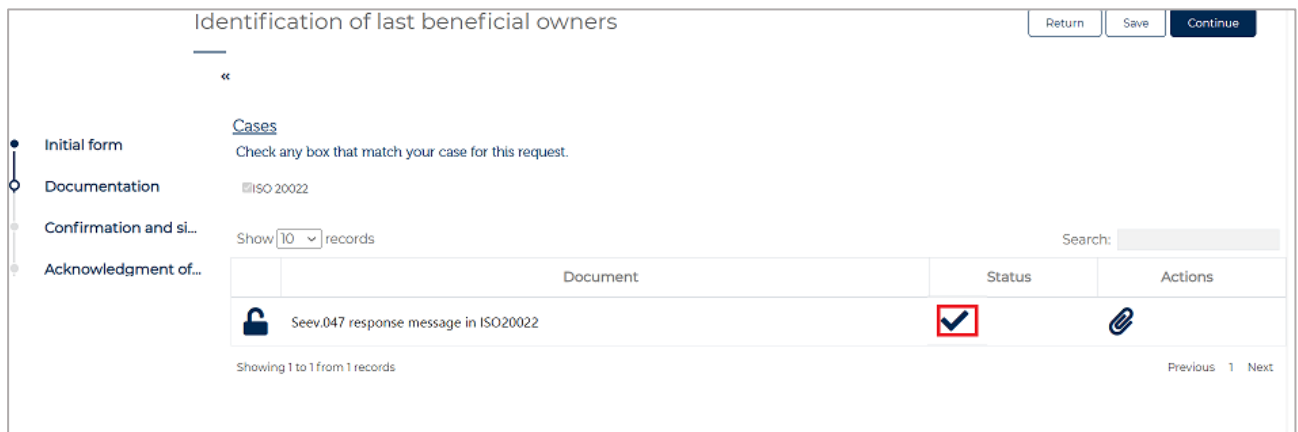 Identification of last beneficial owners
Return Save Continue
«
Cases
Check any box that match your case for this request.
ISO 20022
Initial form
Documentation
Confirmation and si...
Acknowledgment of...
Show 10 records
Search:
Document Status Actions
Seev.047 response message in ISO20022
Showing 1 to 1 from 1 records
Previous 1 Next